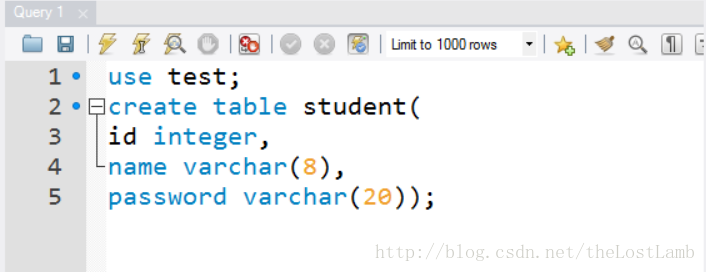 Query 1
Limit to 1000 rows
1 use test;
2 create table student(
3 id integer,
4 name varchar(8),
5 password varchar(20));
http://blog.csdn.net/theLostLamb